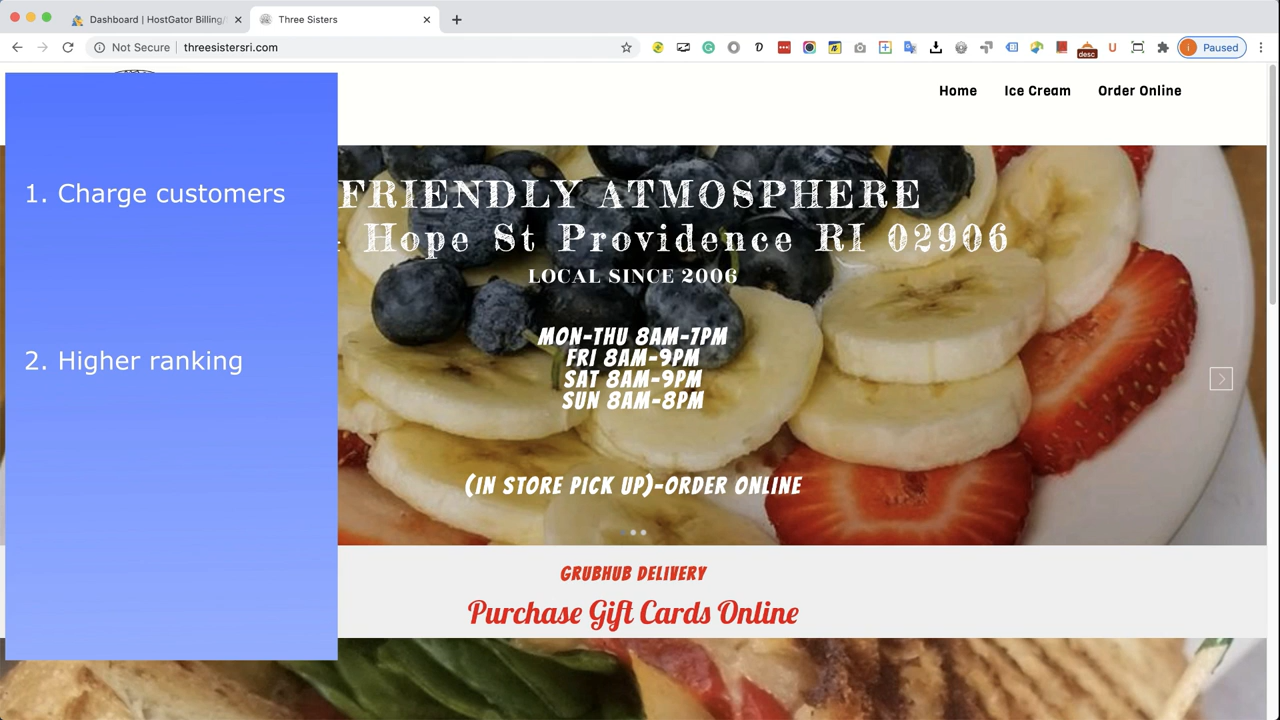 Dashboard | HostGator Billing/
Three Sisters
Not Secure
threesistersri.com
desc
Paused
Home
Ice Cream
Order Online
1. Charge customers
2. Higher ranking
FRIENDLY ATMOSPHERE
Hope St Providence RI 02906
LOCAL SINCE 2006
MON-THU 8AM-7PM
FRI 8AM-9PM
SAT 8AM-9PM
SUN 8AM-8PM
(IN STORE PICK UP)-ORDER ONLINE
GRUBHUB DELIVERY
Purchase Gift Cards Online